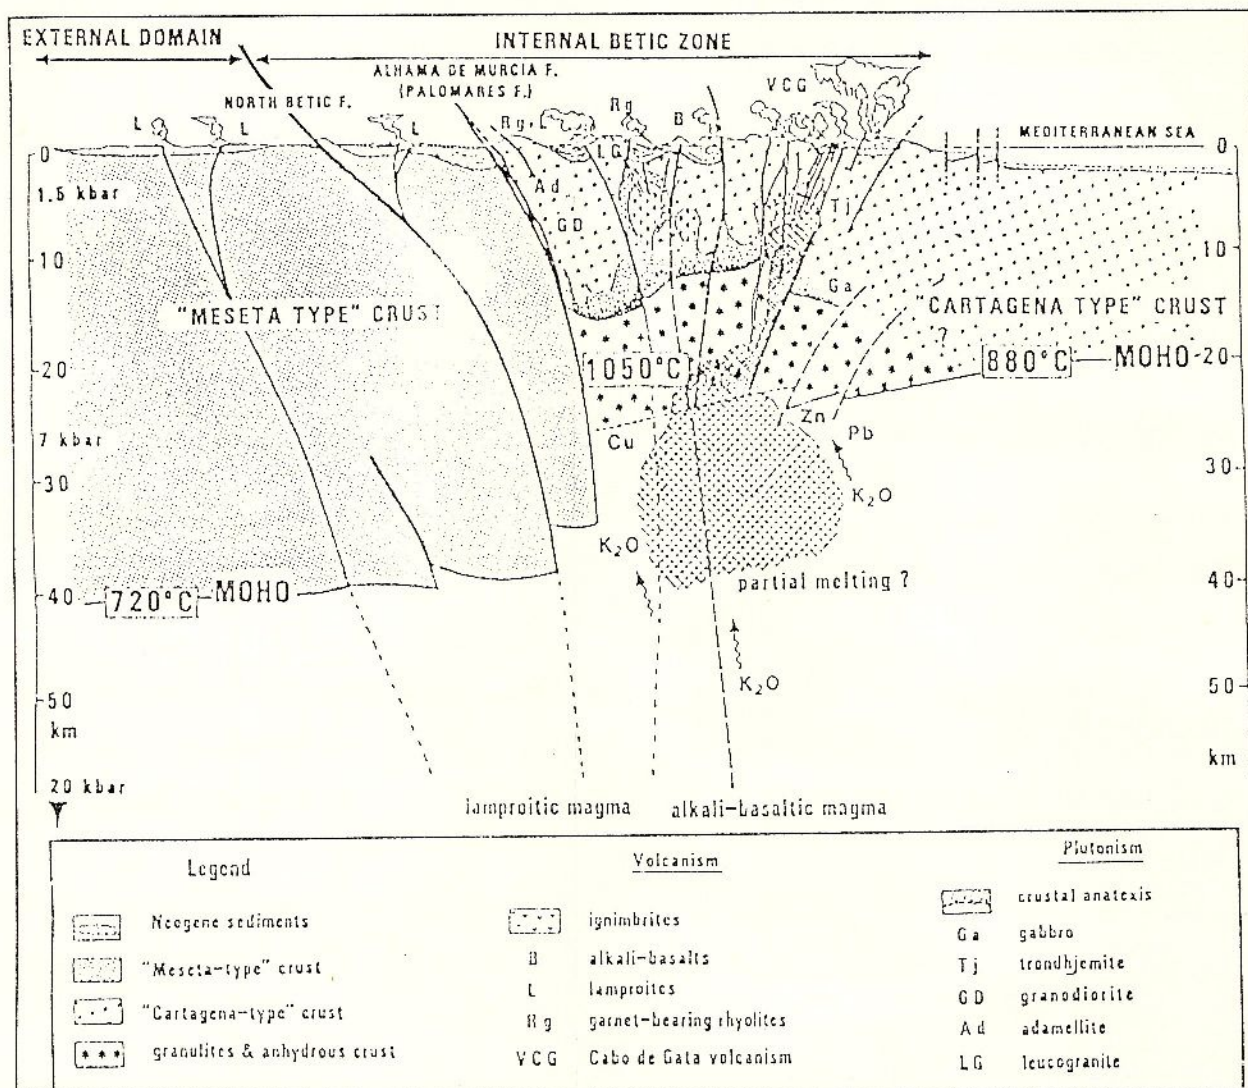 EXTERNAL DOMAIN
INTERNAL BETIC ZONE
ALHAMA DE MURCIA F.
(PALOMARES F.)
NORTH BETIC F.
VCG
L
L
L
Rg, L
Rg
B
MEDITERRANEAN SEA
0
0
LG
1.5 kbar
Ad
GD
Tj
10
10
Ga
"MESETA TYPE" CRUST
"CARTAGENA TYPE" CRUST
?
1050°C
880°C MOHO
20
20
Zn
Pb
Cu
7 kbar
30
30
K2O
K2O
partial melting ?
40
720°C MOHO
40
K2O
50
50
km
km
20 kbar
lamproitic magma
alkali-basaltic magma
Legend
Neogene sediments
"Meseta-type" crust
"Cartagena-type" crust
granulites & anhydrous crust
Volcanism
ignimbrites
B alkali-basalts
L lamproites
Rg garnet-bearing rhyolites
VCG Cabo de Gata volcanism
Plutonism
crustal anatexis
Ga gabbro
Tj trondhjemite
GD granodiorite
Ad adamellite
LG leucogranite